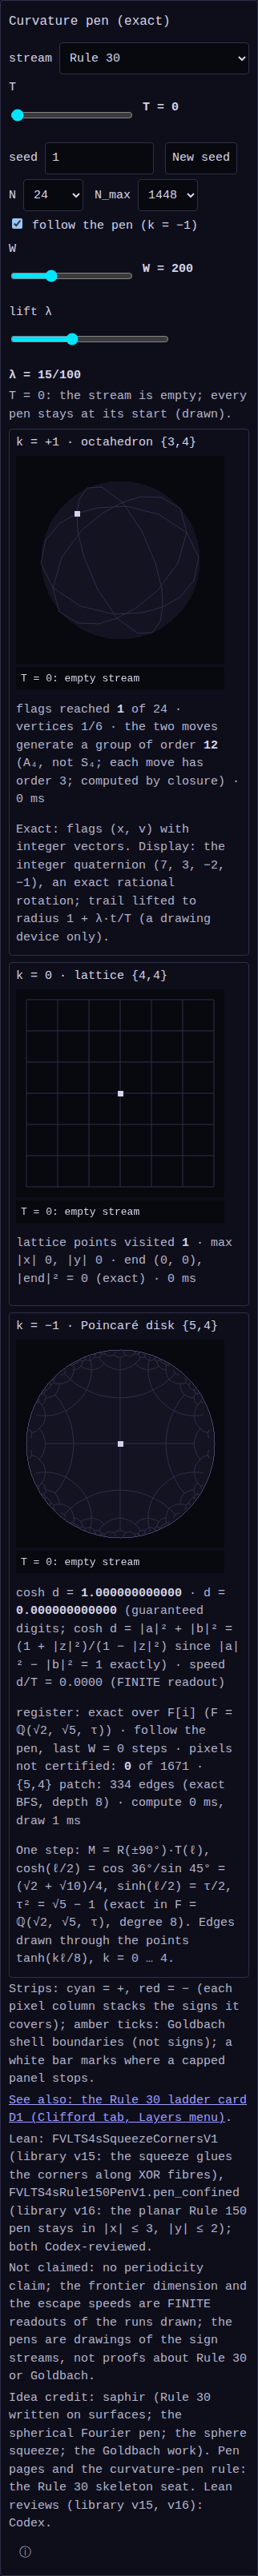 Curvature pen (exact)
stream Rule 30
T
T = 0
seed 1 New seed
N 24 N_max 1448
follow the pen (k = −1)
W
W = 200
lift λ
λ = 15/100
T = 0: the stream is empty; every
pen stays at its start (drawn).
k = +1 · octahedron {3,4}
T = 0: empty stream
flags reached 1 of 24 ·
vertices 1/6 · the two moves
generate a group of order 12
(A₄, not S₄; each move has
order 3; computed by closure) ·
0 ms
Exact: flags (x, v) with
integer vectors. Display: the
integer quaternion (7, 3, −2,
−1), an exact rational
rotation; trail lifted to
radius 1 + λ·t/T (a drawing
device only).
k = 0 · lattice {4,4}
T = 0: empty stream
lattice points visited 1 · max
|x| 0, |y| 0 · end (0, 0),
|end|² = 0 (exact) · 0 ms
k = −1 · Poincaré disk {5,4}
T = 0: empty stream
cosh d = 1.000000000000 · d =
0.000000000000 (guaranteed
digits; cosh d = |a|² + |b|² =
(1 + |z|²)/(1 − |z|²) since |a|
² − |b|² = 1 exactly) · speed
d/T = 0.0000 (FINITE readout)
register: exact over F[i] (F =
ℚ(√2, √5, τ)) · follow the
pen, last W = 0 steps · pixels
not certified: 0 of 1671 ·
{5,4} patch: 334 edges (exact
BFS, depth 8) · compute 0 ms,
draw 1 ms
One step: M = R(±90°)·T(ℓ),
cosh(ℓ/2) = cos 36°/sin 45° =
(√2 + √10)/4, sinh(ℓ/2) = τ/2,
τ² = √5 − 1 (exact in F =
ℚ(√2, √5, τ), degree 8). Edges
drawn through the points
tanh(kℓ/8), k = 0 … 4.
Strips: cyan = +, red = − (each
pixel column stacks the signs it
covers); amber ticks: Goldbach
shell boundaries (not signs); a
white bar marks where a capped
panel stops.
See also: the Rule 30 ladder card
D1 (Clifford tab, Layers menu).
Lean: FVLTS4sSqueezeCornersV1
(library v15: the squeeze glues
the corners along XOR fibres),
FVLTS4sRule150PenV1.pen_confined
(library v16: the planar Rule 150
pen stays in |x| ≤ 3, |y| ≤ 2);
both Codex-reviewed.
Not claimed: no periodicity
claim; the frontier dimension and
the escape speeds are FINITE
readouts of the runs drawn; the
pens are drawings of the sign
streams, not proofs about Rule 30
or Goldbach.
Idea credit: saphir (Rule 30
written on surfaces; the
spherical Fourier pen; the sphere
squeeze; the Goldbach work). Pen
pages and the curvature-pen rule:
the Rule 30 skeleton seat. Lean
reviews (library v15, v16):
Codex.
ⓘ